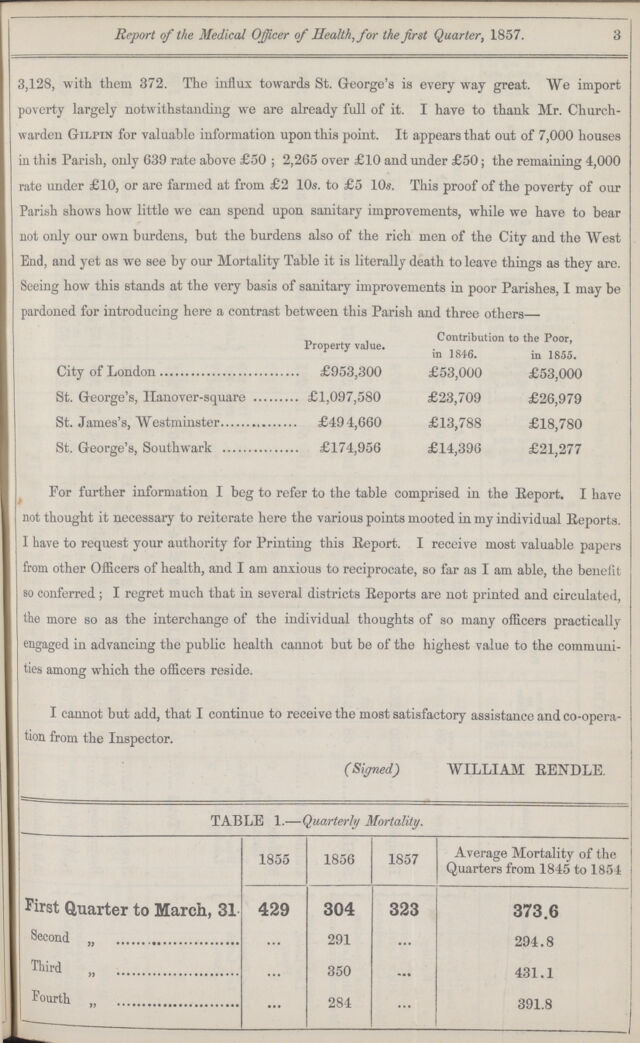 Report of the Medical Officer of Health, for the first Quarter, 1857. 3
3,128, with them 372. The influx towards St. George's is every way great. We import
poverty largely notwithstanding we are already full of it. I have to thank Mr. Church-
warden GILPIN for valuable information upon this point. It appears that out of 7,000 houses
in this Parish, only 639 rate above £50 ; 2,265 over £10 and under £50 ; the remaining 4,000
rate under £10, or are farmed at from £2 10s. to £5 10s. This proof of the poverty of our
Parish shows how little we can spend upon sanitary improvements, while we have to bear
not only our own burdens, but the burdens also of the rich men of the City and the West
End, and yet as we see by our Mortality Table it is literally death to leave things as they are.
Seeing how this stands at the very basis of sanitary improvements in poor Parishes, I may be
pardoned for introducing here a contrast between this Parish and three others—
Property value. Contribution to the Poor,
in 1846. in 1855.
City of London ............................ £953,300 £53,000 £53,000
St. George's, Hanover-square ......... £1,097,580 £23,709 £26,979
St. James's, Westminster.............. £494,660 £13,788 £18,780
St. George's, Southwark .............. £174,956 £14,396 £21,277
For further information I beg to refer to the table comprised in the Report. I have
not thought it necessary to reiterate here the various points mooted in my individual Reports.
I have to request your authority for Printing this Report. I receive most valuable papers
from other Officers of health, and I am anxious to reciprocate, so far as I am able, the benefit
so conferred ; I regret much that in several districts Reports are not printed and circulated,
the more so as the interchange of the individual thoughts of so many officers practically
engaged in advancing the public health cannot but be of the highest value to the communi-
ties among which the officers reside.
I cannot but add, that I continue to receive the most satisfactory assistance and co-opera-
tion from the Inspector.
(Signed) WILLIAM RENDLE.
TABLE 1.—Quarterly Mortality.
1855 1856 1857 Average Mortality of the
Quarters from 1845 to 1854
First Quarter to March, 31. 429 304 323 373.6
Second „ ........................ ... 291 ... 294.8
Third „ ........................ ... 350 ... 431.1
Fourth „ ........................ ... 284 ... 391.8